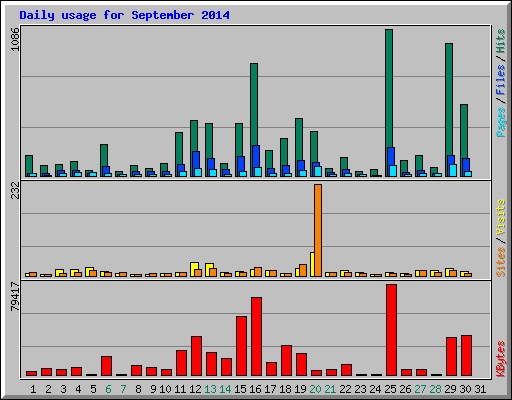 Daily usage for September 2014
1086
Pages / Files / Hits
232
Sites / Visits
79417
KBytes
1 2 3 4 5 6 7 8 9 10 11 12 13 14 15 16 17 18 19 20 21 22 23 24 25 26 27 28 29 30 31